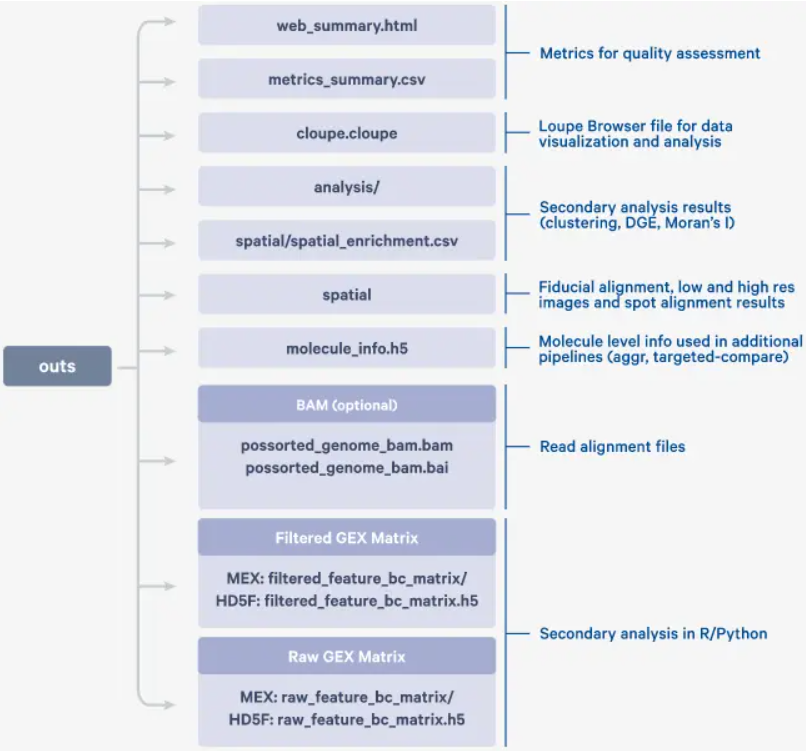 web_summary.html
Metrics for quality assessment
metrics_summary.csv
cloupe.cloupe
Loupe Browser file for data
visualization and analysis
analysis/
Secondary analysis results
(clustering, DGE, Moran's I)
spatial/spatial_enrichment.csv
spatial
Fiducial alignment, low and high res
images and spot alignment results
molecule_info.h5
Molecule level info used in additional
pipelines (aggr, targeted-compare)
outs
BAM (optional)
possorted_genome_bam.bam
possorted_genome_bam.bai
Read alignment files
Filtered GEX Matrix
MEX: filtered_feature_bc_matrix/
HD5F: filtered_feature_bc_matrix.h5
Secondary analysis in R/Python
Raw GEX Matrix
MEX: raw_feature_bc_matrix/
HD5F: raw_feature_bc_matrix.h5